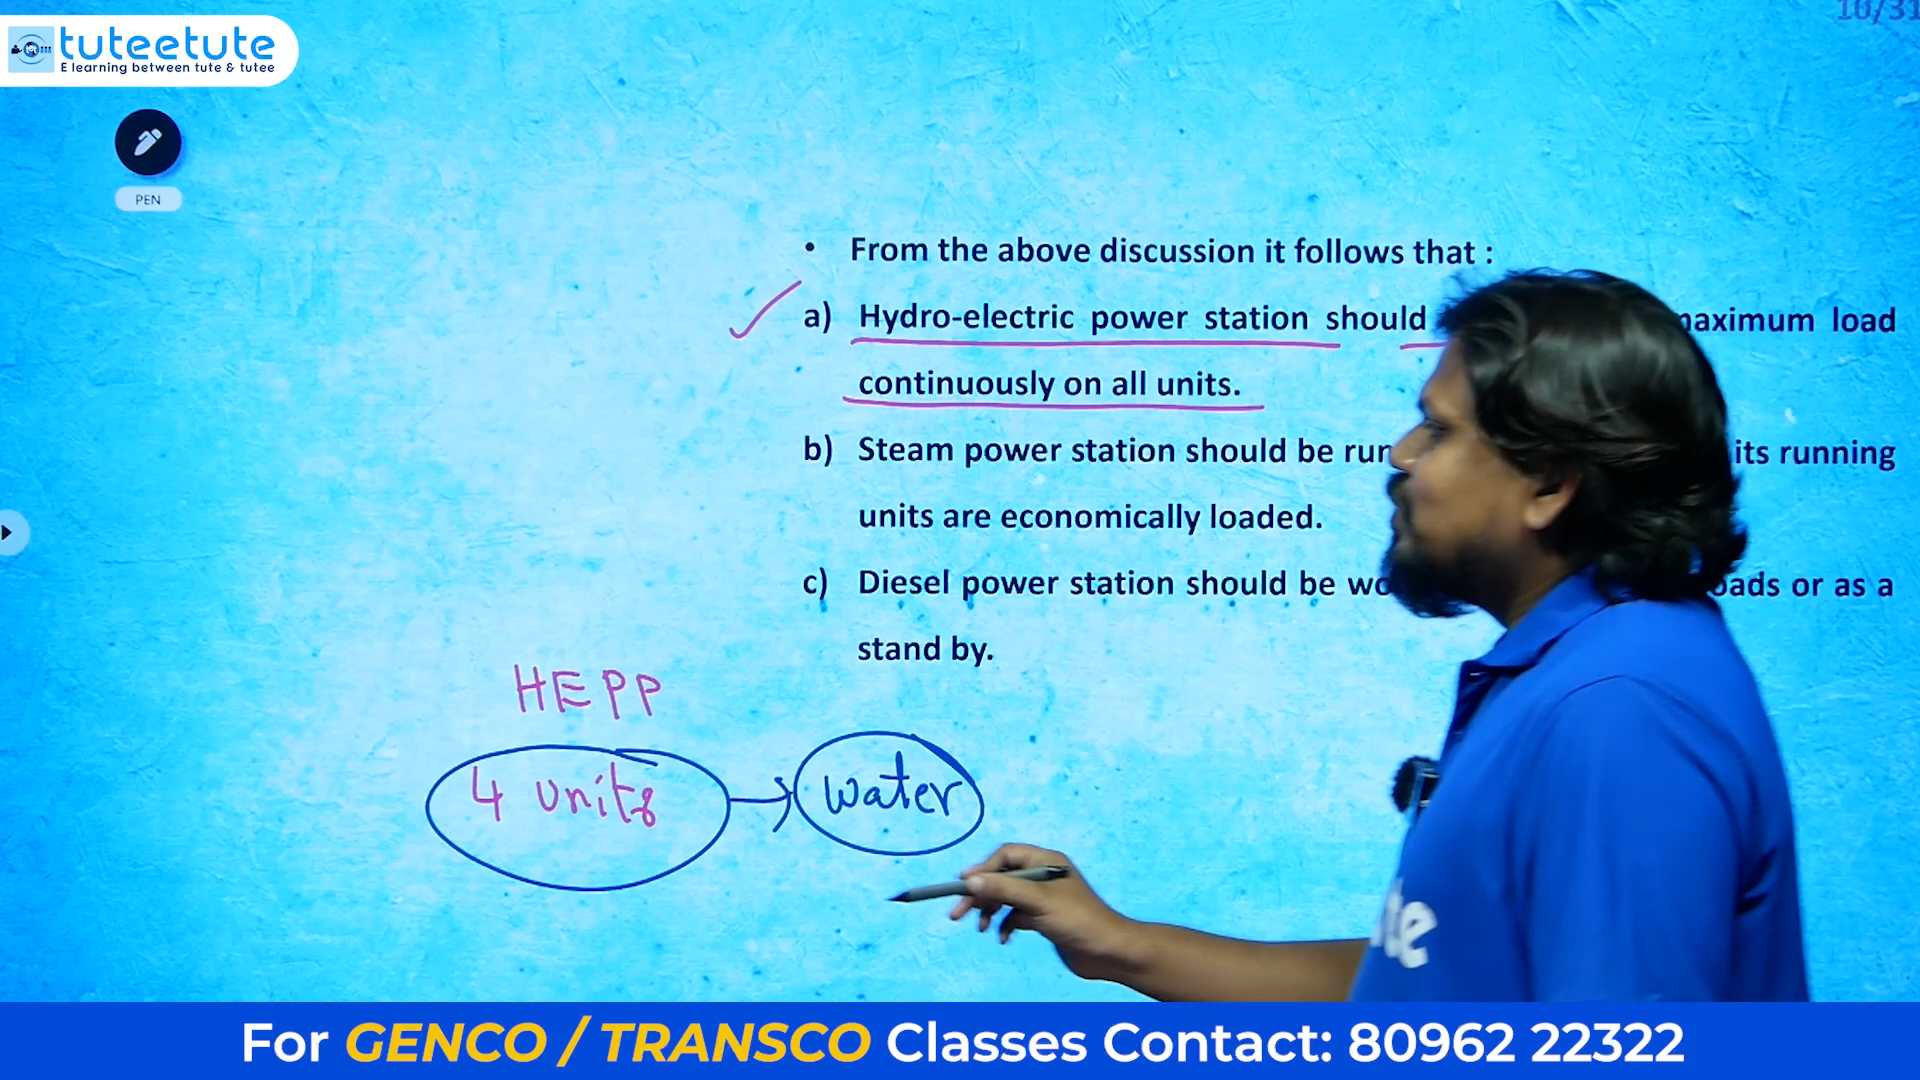 10/31
tuteetute
E learning between tute & tutee
PEN
• From the above discussion it follows that :
a) Hydro-electric power station should maximum load
continuously on all units.
b) Steam power station should be run its running
units are economically loaded.
c) Diesel power station should be or as a
stand by.
HEPP
4 units
water
te
For GENCO / TRANSCO Classes Contact: 80962 22322